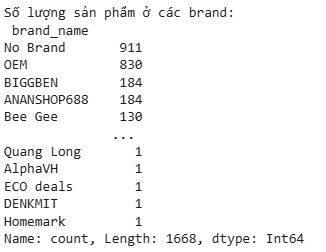 Số lượng sản phẩm ở các brand:
brand_name
No Brand 911
OEM 830
BIGGBEN 184
ANANSHOP688 184
Bee Gee 130
...
Quang Long 1
AlphaVH 1
ECO deals 1
DENKMIT 1
Homemark 1
Name: count, Length: 1668, dtype: Int64